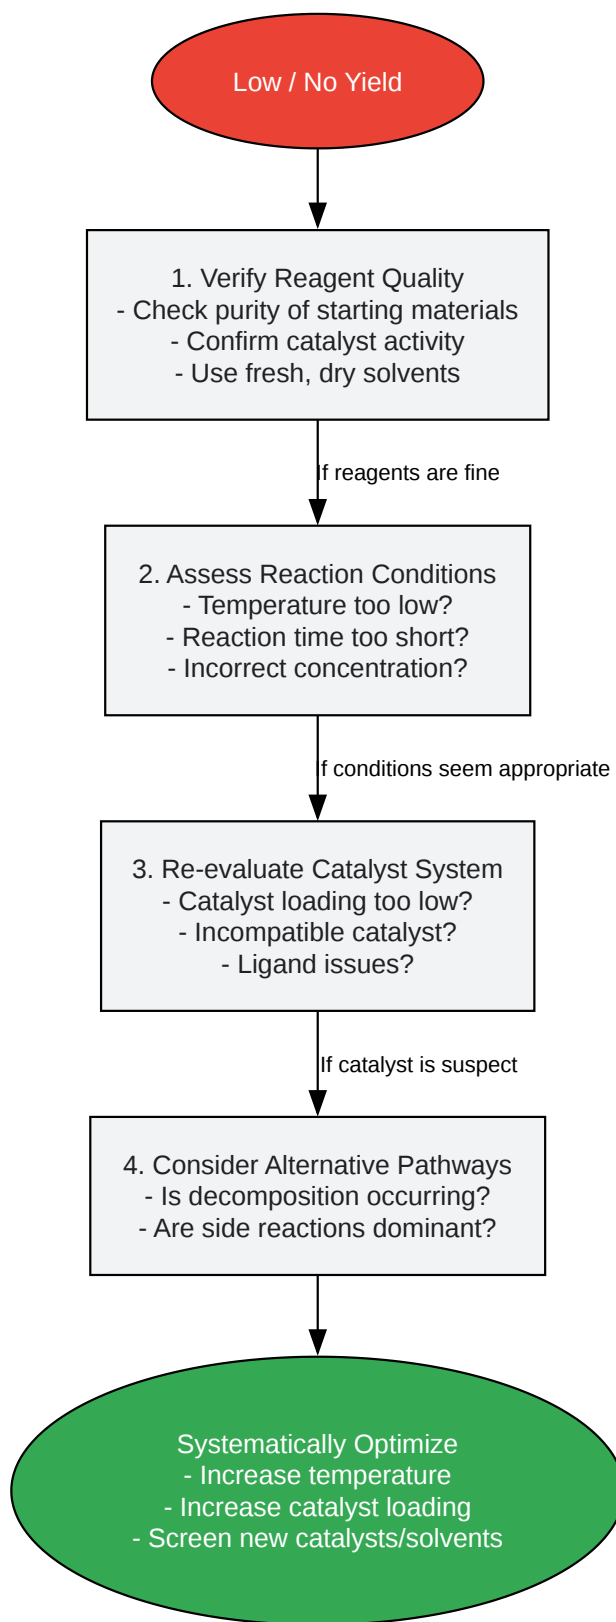 Low / No Yield
1. Verify Reagent Quality
- Check purity of starting materials
- Confirm catalyst activity
- Use fresh, dry solvents
If reagents are fine
2. Assess Reaction Conditions
- Temperature too low?
- Reaction time too short?
- Incorrect concentration?
If conditions seem appropriate
3. Re-evaluate Catalyst System
- Catalyst loading too low?
- Incompatible catalyst?
- Ligand issues?
If catalyst is suspect
4. Consider Alternative Pathways
- Is decomposition occurring?
- Are side reactions dominant?
Systematically Optimize
- Increase temperature
- Increase catalyst loading
- Screen new catalysts/solvents